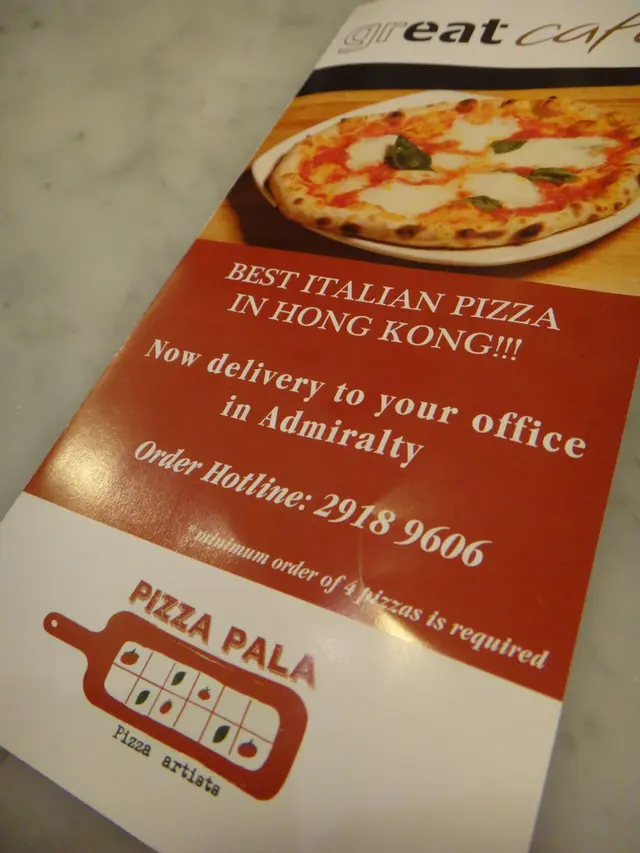 great caf
BEST ITALIAN PIZZA
IN HONG KONG!!!
Now delivery to your office
in Admiralty
Order Hotline: 2918 9606
*minimum order of 4 pizzas is required
PIZZA PALA
Pizza artists